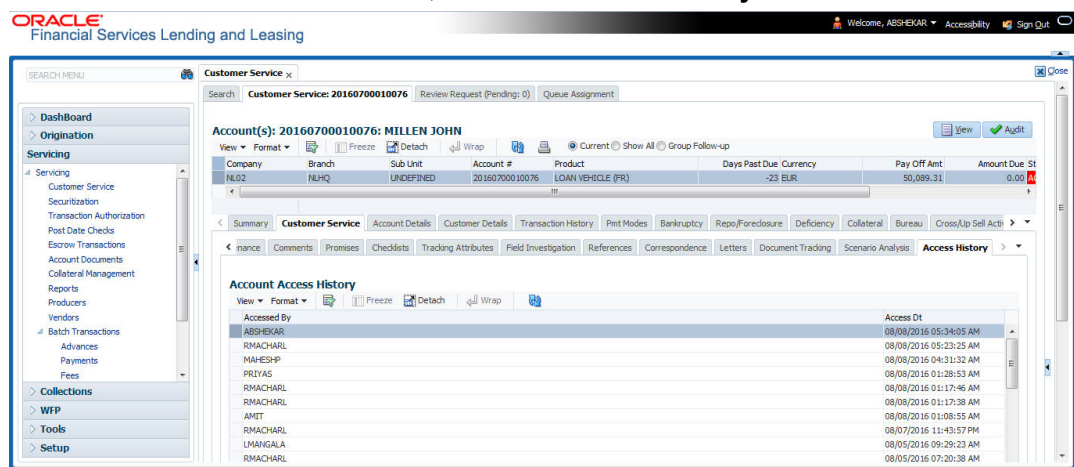 ORACLE
Financial Services Lending and Leasing
Welcome, ABSHEKAR Accessibility Sign Out
SEARCH MENU
DashBoard
Origination
Servicing
Servicing
Customer Service
Securitization
Transaction Authorization
Post Date Checks
Escrow Transactions
Account Documents
Collateral Management
Reports
Producers
Vendors
Batch Transactions
Advances
Payments
Fees
Collections
WFP
Tools
Setup
Customer Service x Close
Search Customer Service: 20160700010076 Review Request (Pending: 0) Queue Assignment
Account(s): 20160700010076: MILLEN JOHN View Audit
View Format Freeze Detach Wrap Current Show All Group Follow-up
Company Branch Sub Unit Account # Product Days Past Due Currency Pay Off Amt Amount Due St
NL02 NLHQ UNDEFINED 20160700010076 LOAN VEHICLE (FR) -23 EUR 50,089.31 0.00
Summary Customer Service Account Details Customer Details Transaction History Pmt Modes Bankruptcy Repo/Foreclosure Deficiency Collateral Bureau Cross/Up Sell Activ
nance Comments Promises Checklists Tracking Attributes Field Investigation References Correspondence Letters Document Tracking Scenario Analysis Access History
Account Access History
View Format Freeze Detach Wrap
Accessed By Access Dt
ABSHEKAR 08/08/2016 05:34:05 AM
RMACHARL 08/08/2016 05:23:25 AM
MAHESHP 08/08/2016 04:31:32 AM
PRIYAS 08/08/2016 01:28:53 AM
RMACHARL 08/08/2016 01:17:46 AM
RMACHARL 08/08/2016 01:17:38 AM
AMIT 08/08/2016 01:08:55 AM
RMACHARL 08/07/2016 11:43:57 PM
LMANGALA 08/05/2016 09:29:23 AM
RMACHARL 08/05/2016 07:20:38 AM